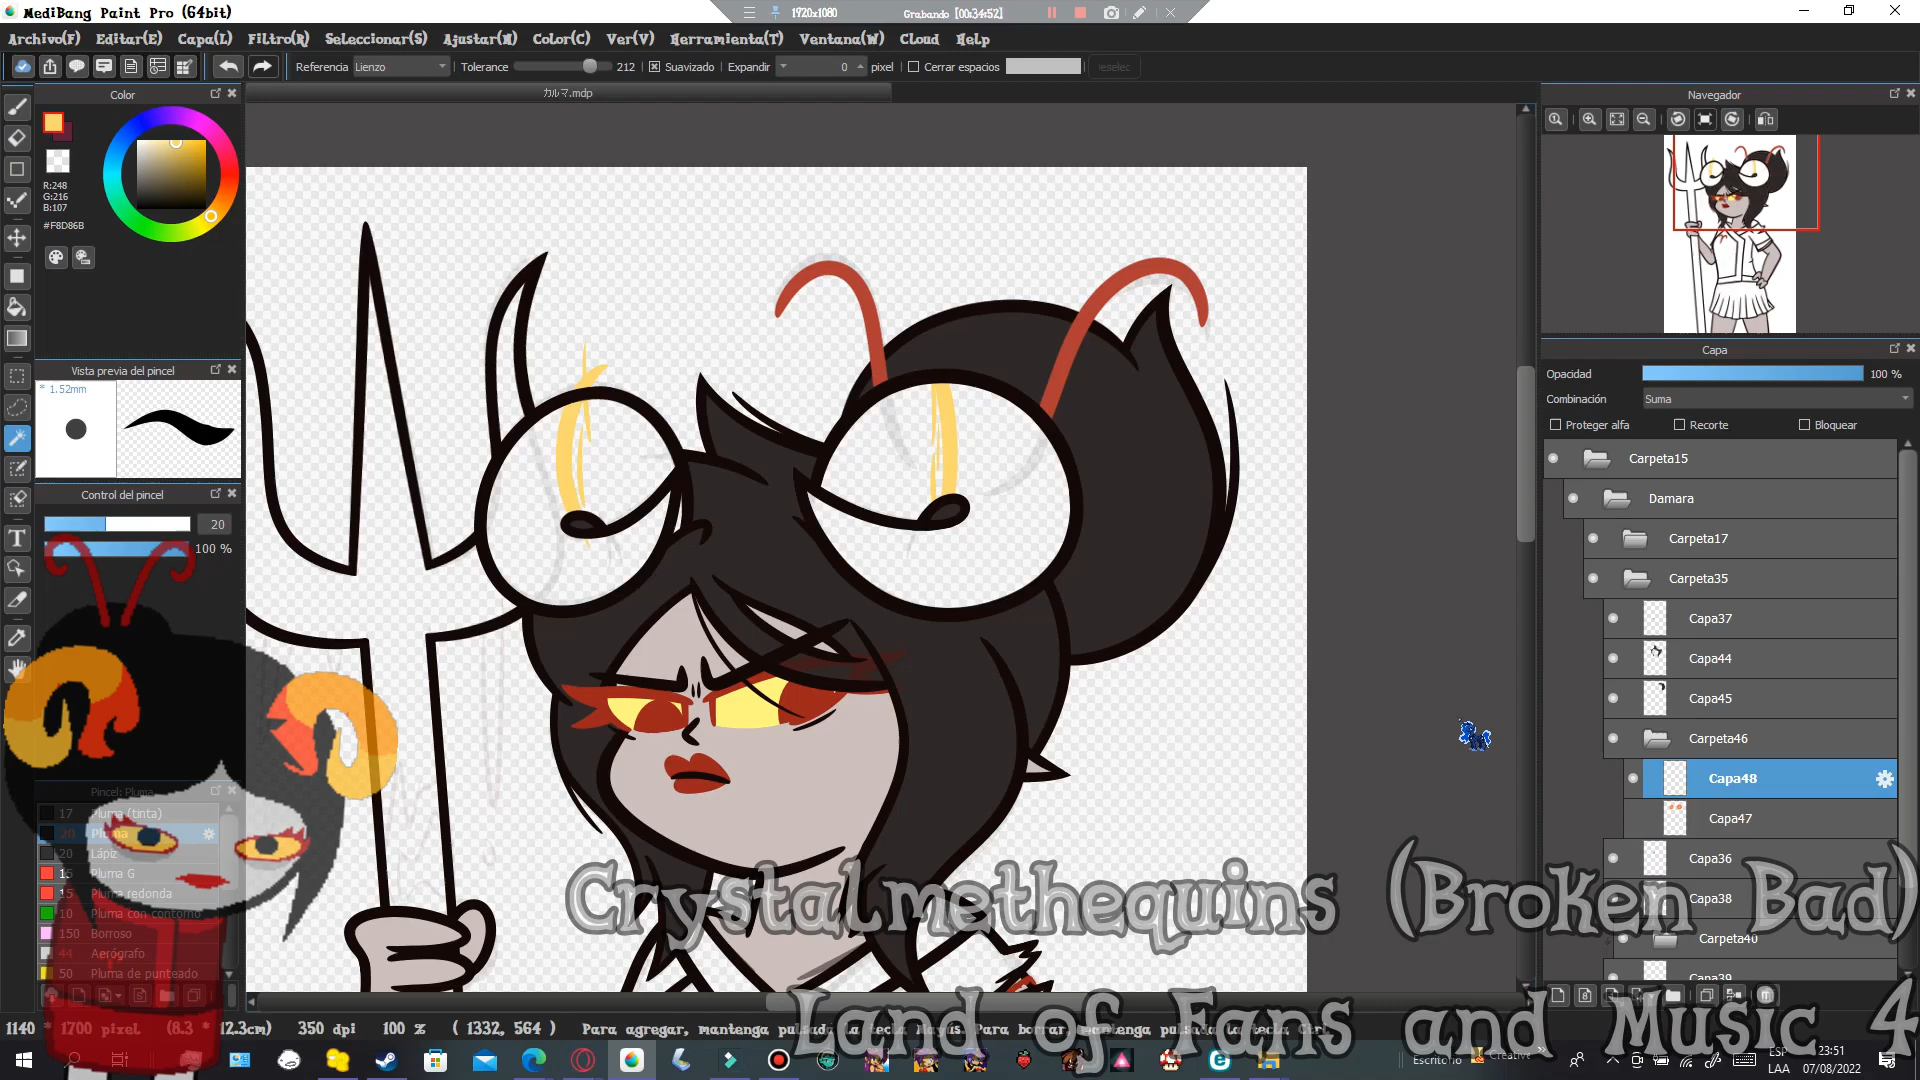 MediBang Paint Pro (64bit)
1920x1080
Grabando [00:34:52]
Archivo(F) Editar(E) Capa(L) Filtro(R) Seleccionar(S) Ajustar(N) Color(C) Ver(V) Herramienta(T) Ventana(W) Cloud Help
Referencia Lienzo Tolerance 212 Suavizado Expandir 0 pixel Cerrar espacios
Color
カルマ.mdp
Navegador
R:248
G:216
B:107
#F8D86B
Vista previa del pincel
* 1.52mm
Control del pincel
20
100 %
Capa
Opacidad 100 %
Combinación Suma
Proteger alfa Recorte Bloquear
Carpeta15
Damara
Carpeta17
Carpeta35
Capa37
Capa44
Capa45
Carpeta46
Capa48
Capa47
Capa36
Capa38
Carpeta40
Capa39
Pincel: Pluma
17 Pluma (tinta)
20 Pluma
20 Lápiz
15 Pluma G
15 Pluma redonda
10 Pluma con contorno
150 Borroso
44 Aerógrafo
50 Pluma de punteado
Crystalmethequins (Broken Bad)
Land of Fans and Music 4
1140 * 1700 pixel (8.3 * 12.3cm) 350 dpi 100 % ( 1332, 564 ) Para agregar, mantenga pulsada la tecla Mayús. Para borrar, mantenga pulsada la tecla Ctrl.
Escritorio
Creative
ESP
LAA
23:51
07/08/2022